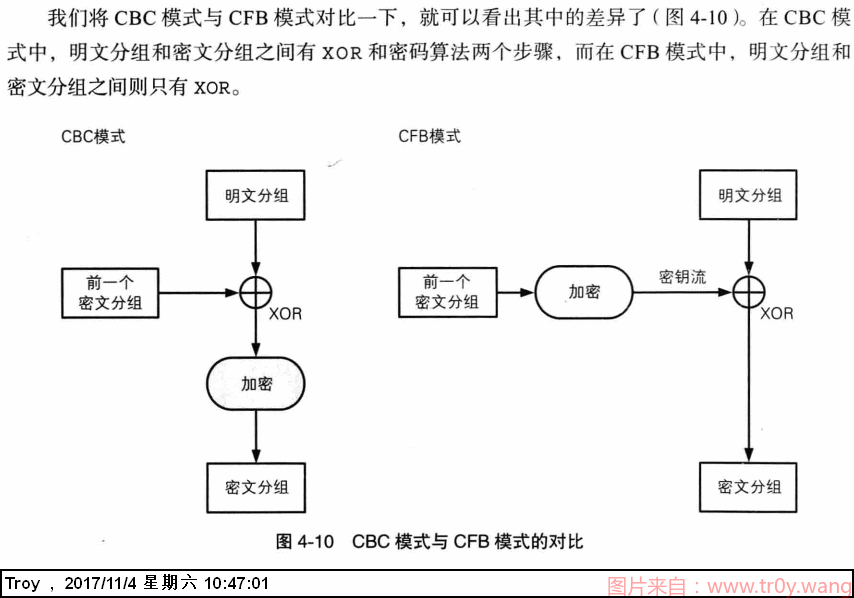 我们将 CBC 模式与 CFB 模式对比一下，就可以看出其中的差异了（图 4-10）。在 CBC 模
式中，明文分组和密文分组之间有 XOR 和密码算法两个步骤，而在 CFB 模式中，明文分组和
密文分组之间则只有 XOR。
CBC模式
明文分组
前一个
密文分组
XOR
加密
密文分组
CFB模式
明文分组
前一个
密文分组
加密
密钥流
XOR
密文分组
图 4-10 CBC 模式与 CFB 模式的对比
Troy , 2017/11/4 星期六 10:47:01
图片来自：www.tr0y.wang